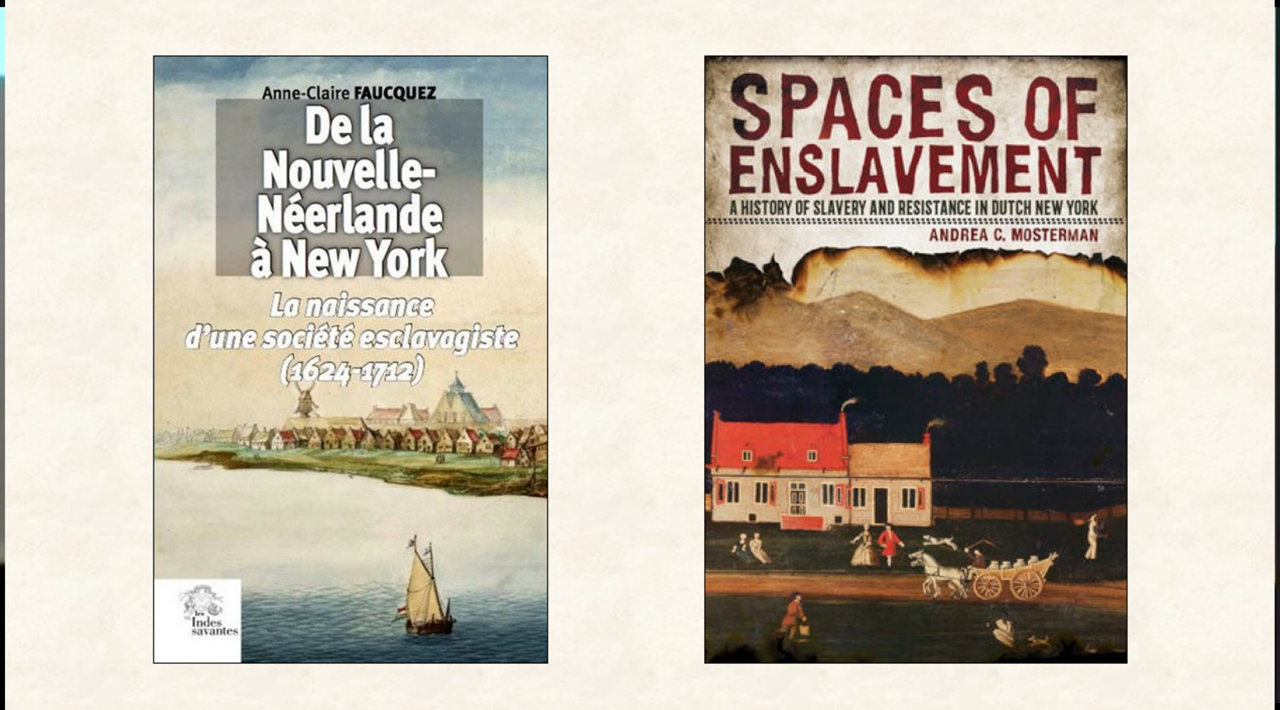 Anne-Claire FAUCQUEZ
De la
Nouvelle-
Néerlande
à New York
La naissance
d'une société esclavagiste
(1624-1712)
les
Indes
savantes
SPACES OF
ENSLAVEMENT
A HISTORY OF SLAVERY AND RESISTANCE IN DUTCH NEW YORK
ANDREA C. MOSTERMAN